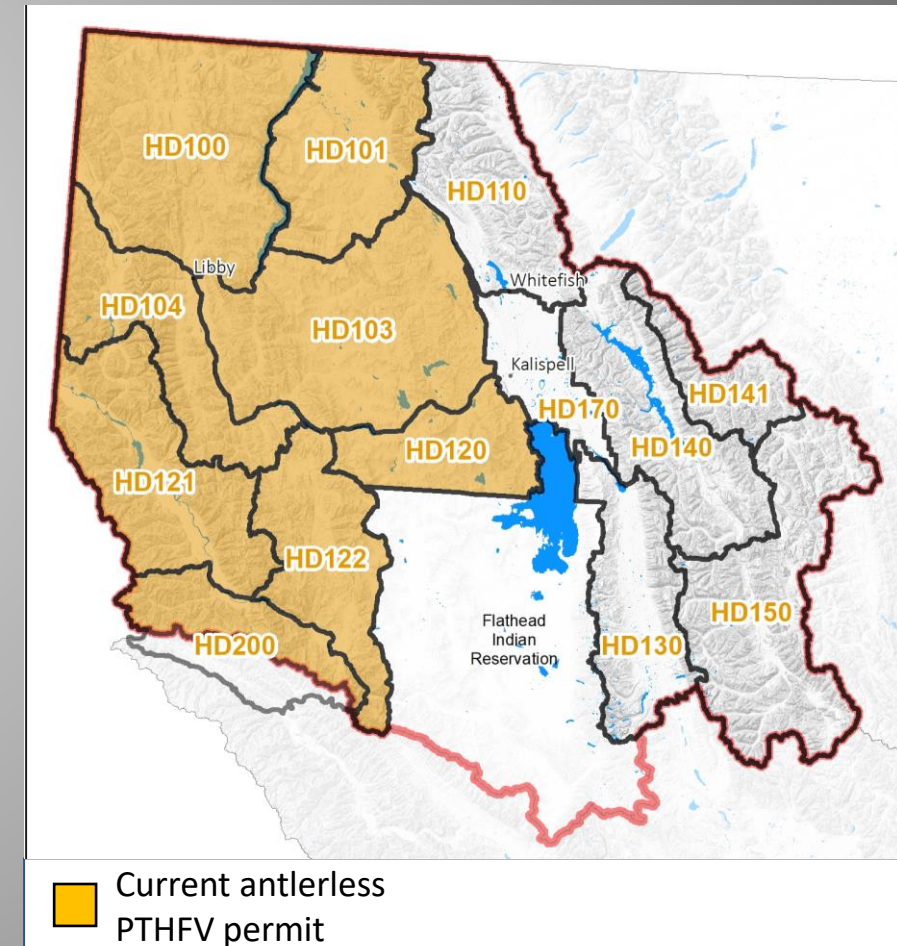 HD100
HD101
HD110
Libby
Whitefish
HD104
HD103
Kalispell
HD141
HD170
HD120
HD140
HD121
HD122
HD150
Flathead
Indian
Reservation
HD200
HD130
Current antlerless
PTHFV permit